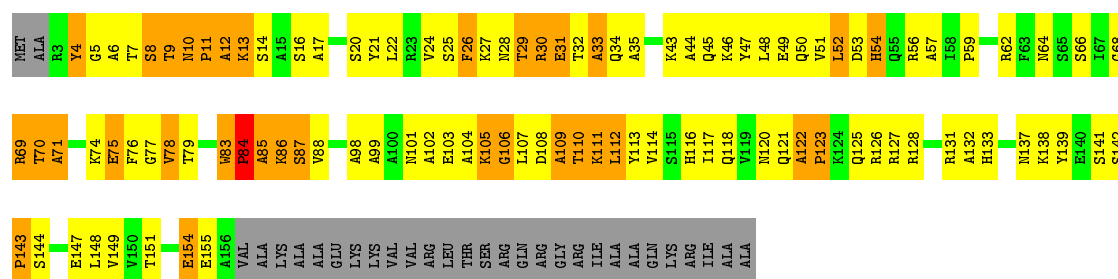 MET ALA R3 Y4 G5 A6 T7 S8 T9 N10 P11 A12 K13 S14 A15 S16 A17 S20 Y21 L22 R23 V24 S25 F26 K27 N28 T29 R30 E31 T32 A33 Q34 A35 K43 A44 Q45 K46 Y47 L48 E49 Q50 V51 L52 D53 H54 Q55 R56 A57 I58 P59 R62 F63 N64 S65 S66 I67 G68
R69 T70 A71 K74 E75 F76 G77 V78 T79 W83 P84 A85 K86 S87 V88 A98 A99 A100 N101 A102 E103 A104 K105 G106 L107 D108 A109 T110 K111 L112 Y113 V114 S115 H116 I117 Q118 V119 N120 Q121 A122 P123 K124 Q125 R126 R127 R128 R131 A132 H133 N137 K138 Y139 E140 S141 S142
P143 S144 E147 L148 V149 V150 T151 E154 E155 A156 VAL ALA LYS ALA ALA GLU LYS LYS VAL VAL ARG LEU THR SER ARG GLN ARG GLY ARG ILE ALA ALA GLN LYS ARG ILE ALA ALA